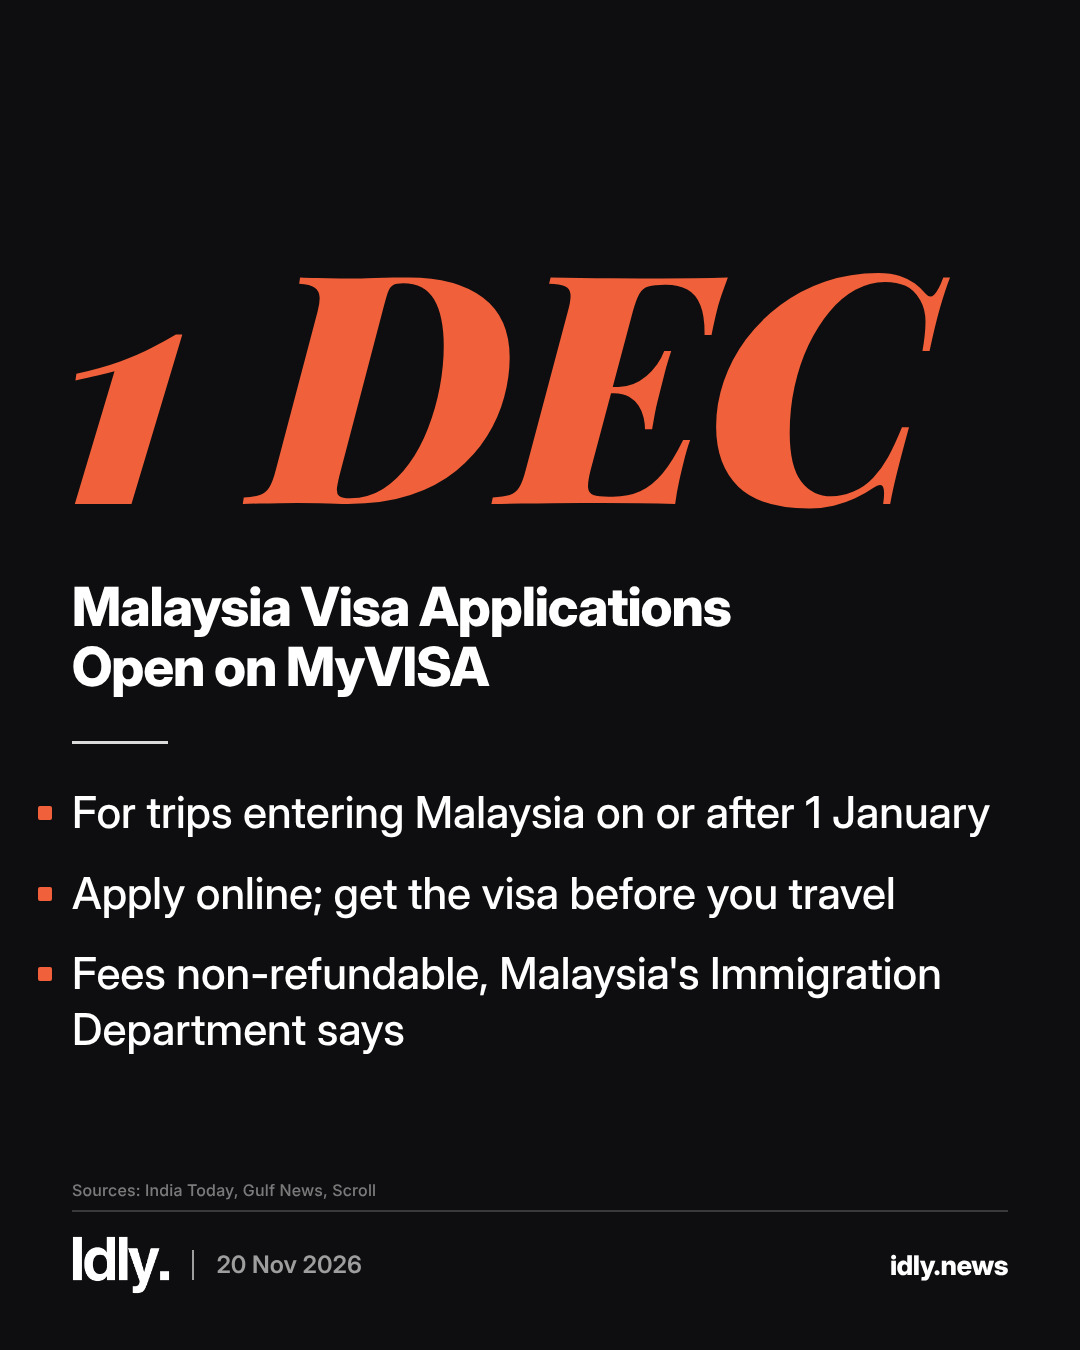 1 DEC
Malaysia Visa Applications
Open on MyVISA
For trips entering Malaysia on or after 1 January
Apply online; get the visa before you travel
Fees non-refundable, Malaysia's Immigration
Department says
Sources: India Today, Gulf News, Scroll
Idly. | 20 Nov 2026
idly.news